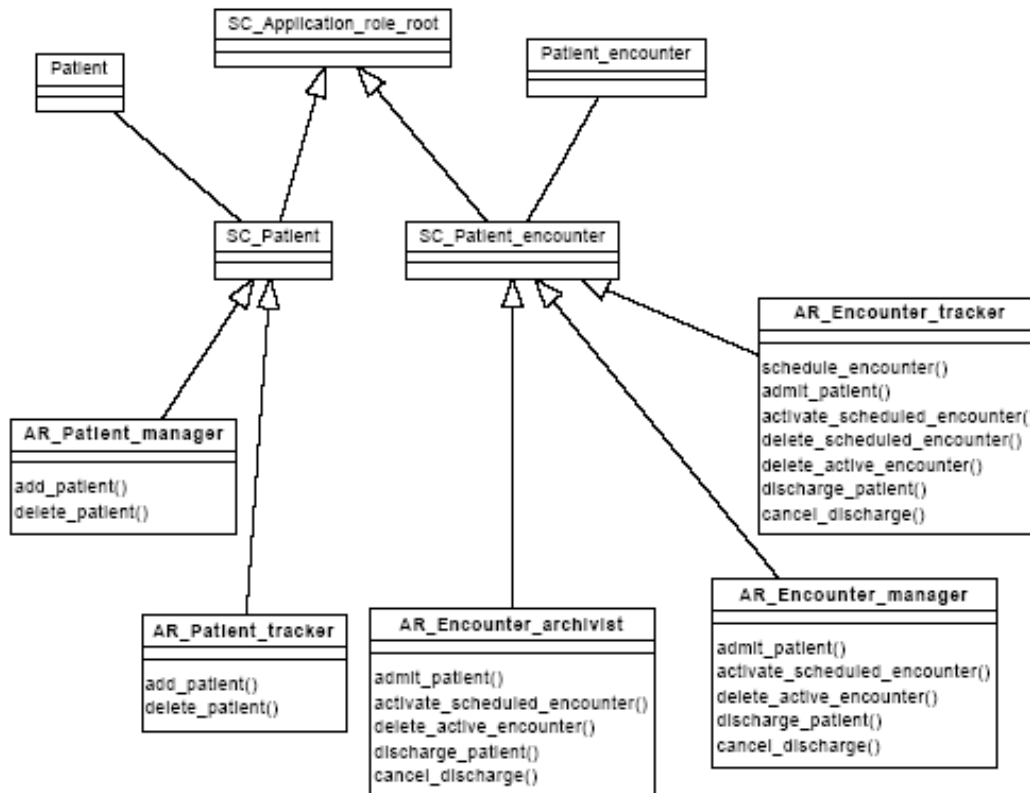 SC_Application_role_root
Patient
Patient_encounter
SC_Patient
SC_Patient_encounter
AR_Encounter_tracker
schedule_encounter()
admit_patient()
activate_scheduled_encounter()
delete_scheduled_encounter()
delete_active_encounter()
discharge_patient()
cancel_discharge()
AR_Patient_manager
add_patient()
delete_patient()
AR_Patient_tracker
add_patient()
delete_patient()
AR_Encounter_archivist
admit_patient()
activate_scheduled_encounter()
delete_active_encounter()
discharge_patient()
cancel_discharge()
AR_Encounter_manager
admit_patient()
activate_scheduled_encounter()
delete_active_encounter()
discharge_patient()
cancel_discharge()